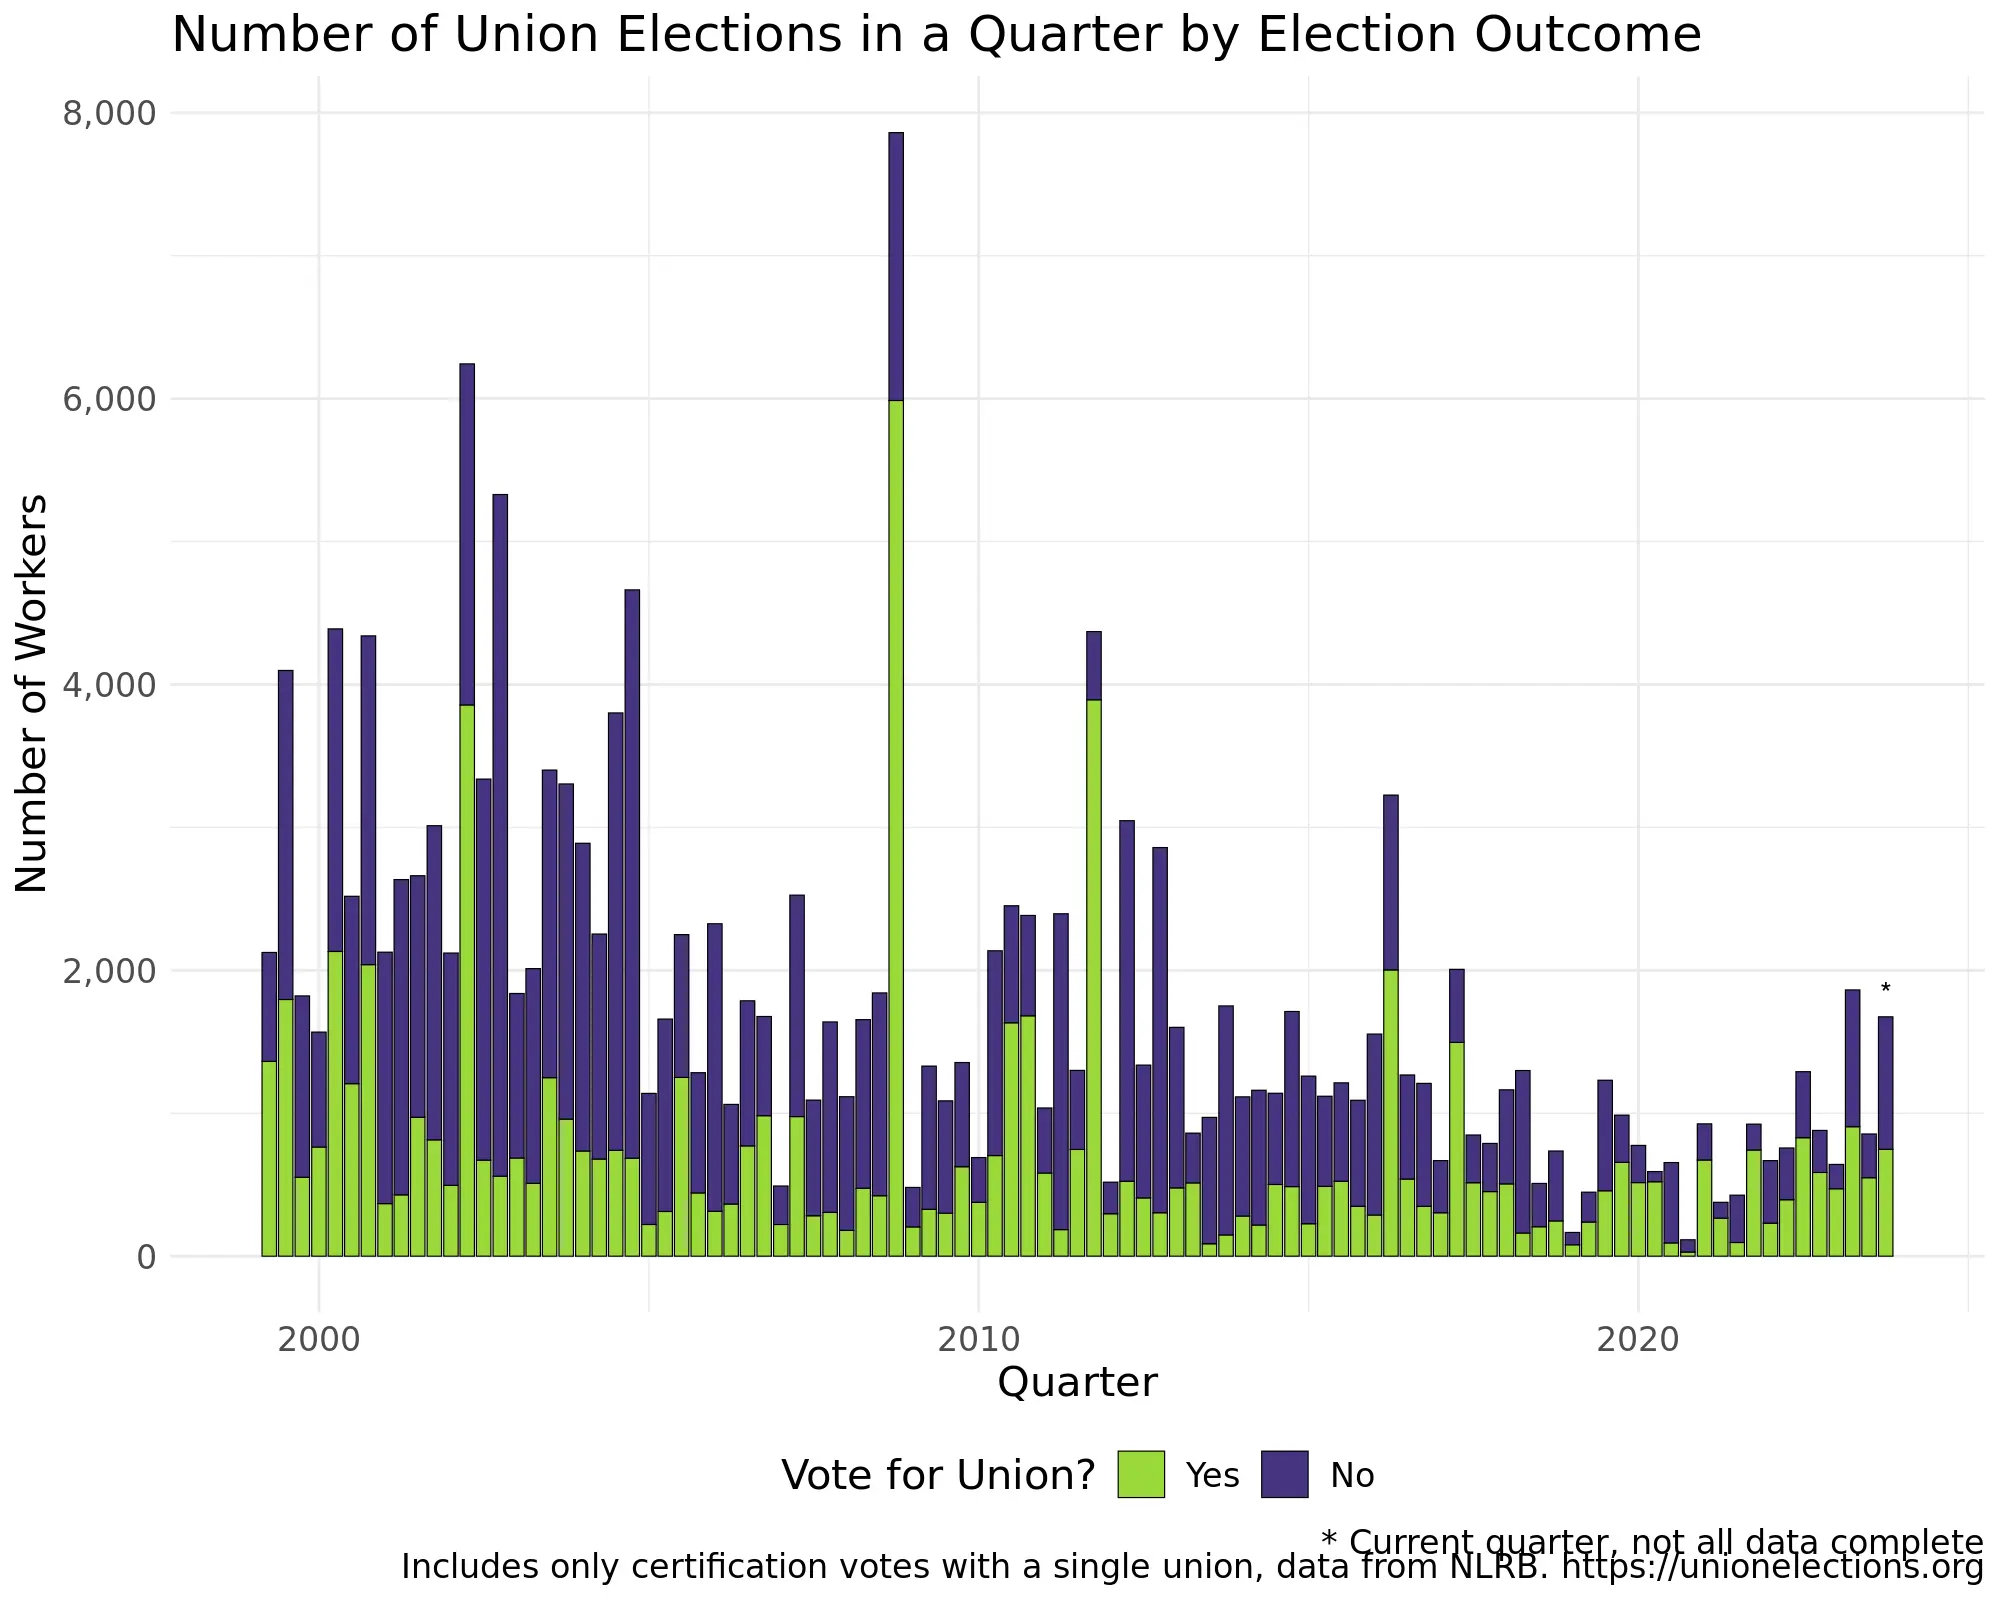 Number of Union Elections in a Quarter by Election Outcome
Number of Workers
8,000
6,000
4,000
2,000
0
*
2000 2010 2020
Quarter
Vote for Union? Yes No
* Current quarter, not all data complete
Includes only certification votes with a single union, data from NLRB. https://unionelections.org